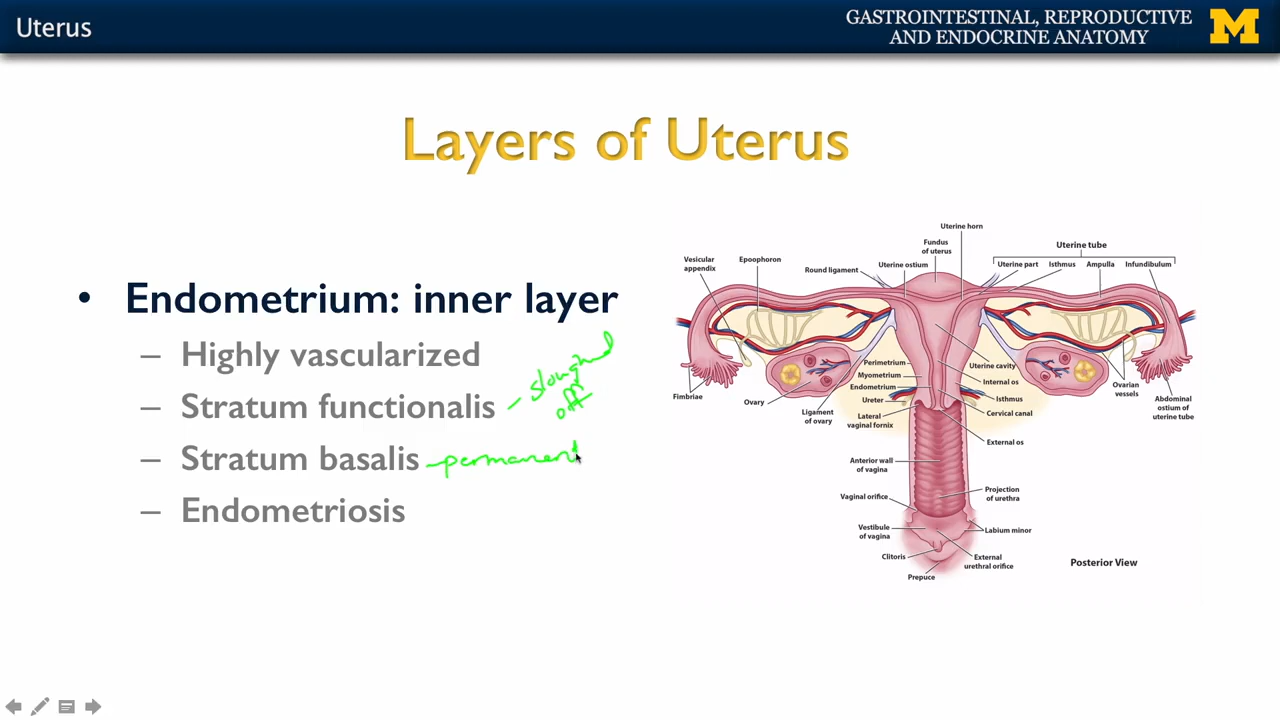 Uterus
GASTROINTESTINAL, REPRODUCTIVE
AND ENDOCRINE ANATOMY
M
Layers of Uterus
• Endometrium: inner layer
– Highly vascularized
– Stratum functionalis - sloughed
off
– Stratum basalis - permanent
– Endometriosis
Uterine horn
Fundus
of uterus
Uterine tube
Vesicular
appendix
Epoophoron
Round ligament
Uterine ostium
Uterine part
Isthmus
Ampulla
Infundibulum
Perimetrium
Myometrium
Endometrium
Ureter
Lateral
vaginal fornix
Uterine cavity
Internal os
Isthmus
Cervical canal
External os
Fimbriae
Ovary
Ligament
of ovary
Ovarian
vessels
Abdominal
ostium of
uterine tube
Anterior wall
of vagina
Vaginal orifice
Projection
of urethra
Vestibule
of vagina
Labium minor
Clitoris
External
urethral orifice
Prepuce
Posterior View